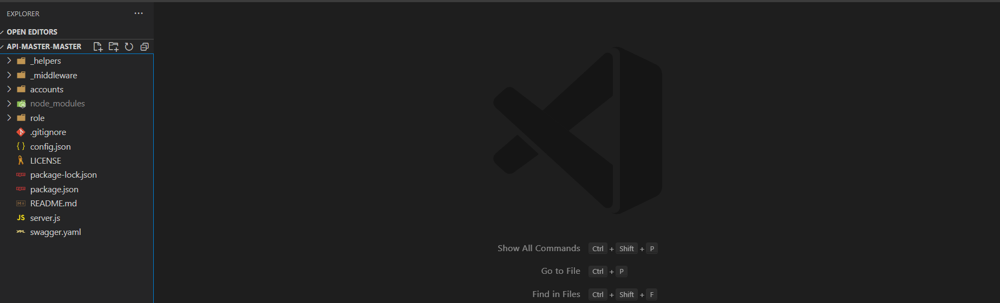 EXPLORER
OPEN EDITORS
API-MASTER-MASTER
_helpers
_middleware
accounts
node_modules
role
.gitignore
config.json
LICENSE
package-lock.json
package.json
README.md
JS server.js
swagger.yaml
Show All Commands Ctrl + Shift + P
Go to File Ctrl + P
Find in Files Ctrl + Shift + F